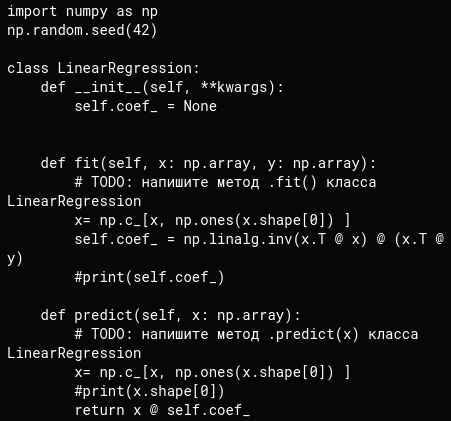 import numpy as np
np.random.seed(42)

class LinearRegression:
    def __init__(self, **kwargs):
        self.coef_ = None


    def fit(self, x: np.array, y: np.array):
        # TODO: напишите метод .fit() класса
LinearRegression
        x= np.c_[x, np.ones(x.shape[0]) ]
        self.coef_ = np.linalg.inv(x.T @ x) @ (x.T @
y)
        #print(self.coef_)

    def predict(self, x: np.array):
        # TODO: напишите метод .predict(x) класса
LinearRegression
        x= np.c_[x, np.ones(x.shape[0]) ]
        #print(x.shape[0])
        return x @ self.coef_